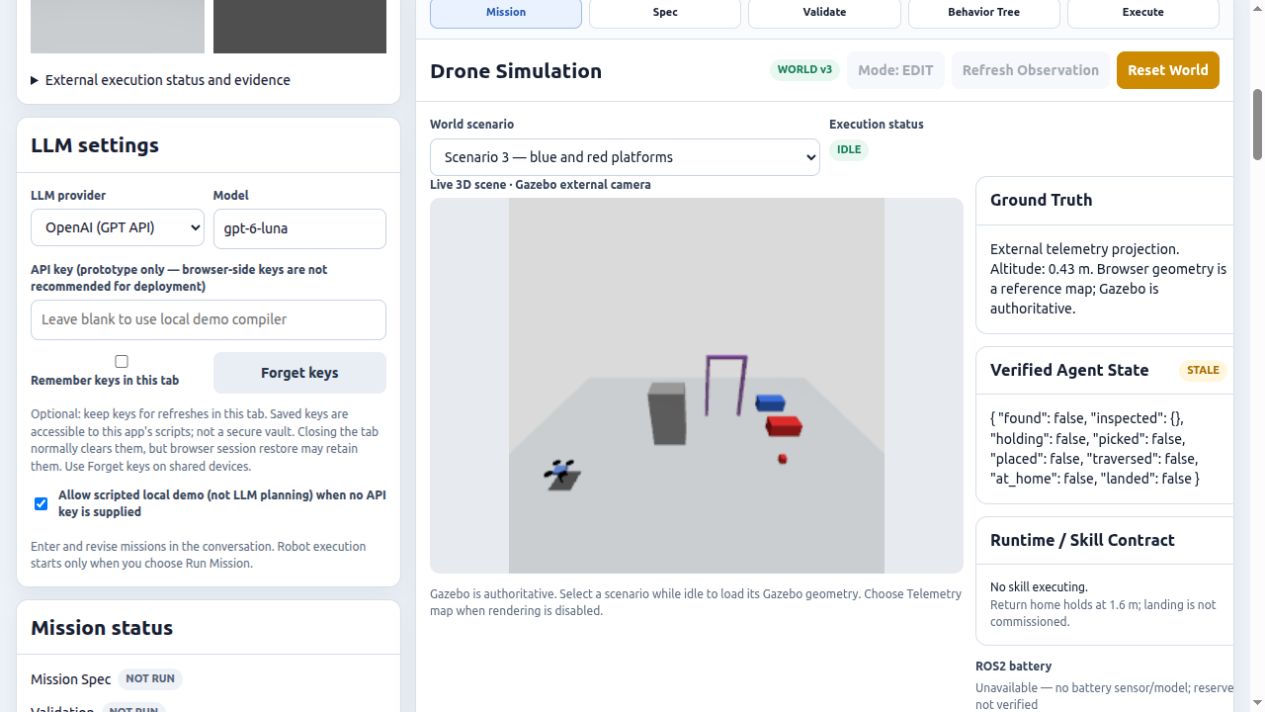 ▶ External execution status and evidence
LLM settings
LLM provider
Model
OpenAI (GPT API)
gpt-6-luna
API key (prototype only — browser-side keys are not
recommended for deployment)
Leave blank to use local demo compiler
Remember keys in this tab
Forget keys
Optional: keep keys for refreshes in this tab. Saved keys are
accessible to this app's scripts; not a secure vault. Closing the tab
normally clears them, but browser session restore may retain
them. Use Forget keys on shared devices.
Allow scripted local demo (not LLM planning) when no API
key is supplied
Enter and revise missions in the conversation. Robot execution
starts only when you choose Run Mission.
Mission status
Mission Spec NOT RUN
Validation NOT RUN
Mission
Spec
Validate
Behavior Tree
Execute
Drone Simulation
WORLD v3
Mode: EDIT
Refresh Observation
Reset World
World scenario
Execution status
Scenario 3 — blue and red platforms
IDLE
Live 3D scene · Gazebo external camera
Gazebo is authoritative. Select a scenario while idle to load its Gazebo geometry. Choose Telemetry
map when rendering is disabled.
Ground Truth
External telemetry projection.
Altitude: 0.43 m. Browser geometry is
a reference map; Gazebo is
authoritative.
Verified Agent State STALE
{ "found": false, "inspected": {},
"holding": false, "picked": false,
"placed": false, "traversed": false,
"at_home": false, "landed": false }
Runtime / Skill Contract
No skill executing.
Return home holds at 1.6 m; landing is not
commissioned.
ROS2 battery
Unavailable — no battery sensor/model; reserve
not verified